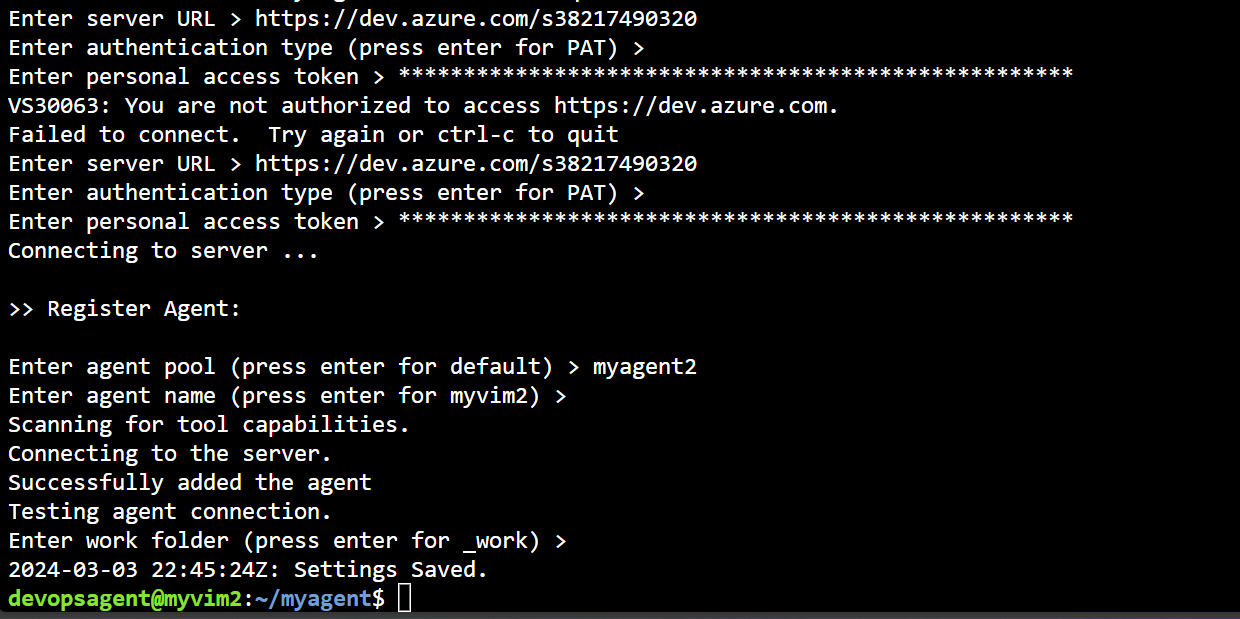 Enter server URL > https://dev.azure.com/s38217490320
Enter authentication type (press enter for PAT) >
Enter personal access token > ****************************************************
VS30063: You are not authorized to access https://dev.azure.com.
Failed to connect.  Try again or ctrl-c to quit
Enter server URL > https://dev.azure.com/s38217490320
Enter authentication type (press enter for PAT) >
Enter personal access token > ****************************************************
Connecting to server ...
>> Register Agent:
Enter agent pool (press enter for default) > myagent2
Enter agent name (press enter for myvim2) >
Scanning for tool capabilities.
Connecting to the server.
Successfully added the agent
Testing agent connection.
Enter work folder (press enter for _work) >
2024-03-03 22:45:24Z: Settings Saved.
devopsagent@myvim2:~/myagent$